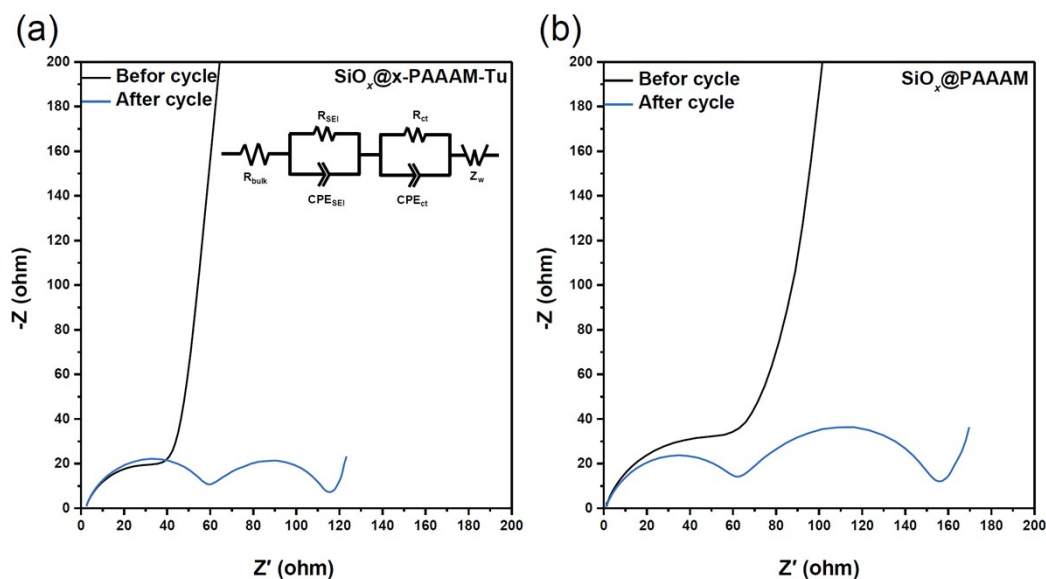 (a)
Befor cycle
After cycle
SiOx@x-PAAAM-Tu
RSEI
Rct
Rbulk
CPESEI
CPEct
Zw
-Z (ohm)
200
180
160
140
120
100
80
60
40
20
0
0 20 40 60 80 100 120 140 160 180 200
Z′ (ohm)
(b)
Befor cycle
After cycle
SiOx@PAAAM
-Z (ohm)
200
180
160
140
120
100
80
60
40
20
0
0 20 40 60 80 100 120 140 160 180 200
Z′ (ohm)